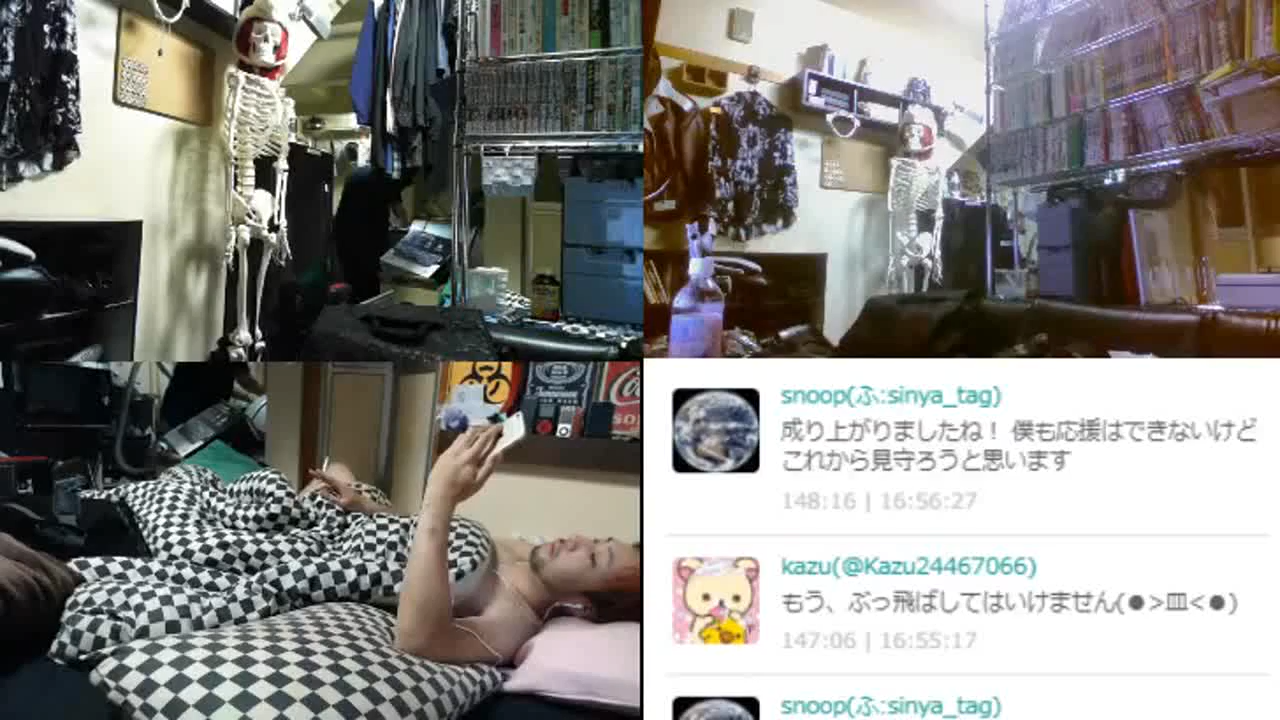 Coca
snoop(ふ:sinya_tag)
成り上がりましたね！ 僕も応援はできないけど
これから見守ろうと思います
148:16 | 16:56:27
kazu(@Kazu24467066)
もう、ぶっ飛ばしてはいけません(●>皿<●)
147:06 | 16:55:17
snoop(ふ:sinya_tag)